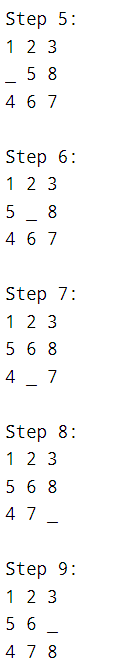 Step 5:
1 2 3
_ 5 8
4 6 7
Step 6:
1 2 3
5 _ 8
4 6 7
Step 7:
1 2 3
5 6 8
4 _ 7
Step 8:
1 2 3
5 6 8
4 7 _
Step 9:
1 2 3
5 6 _
4 7 8